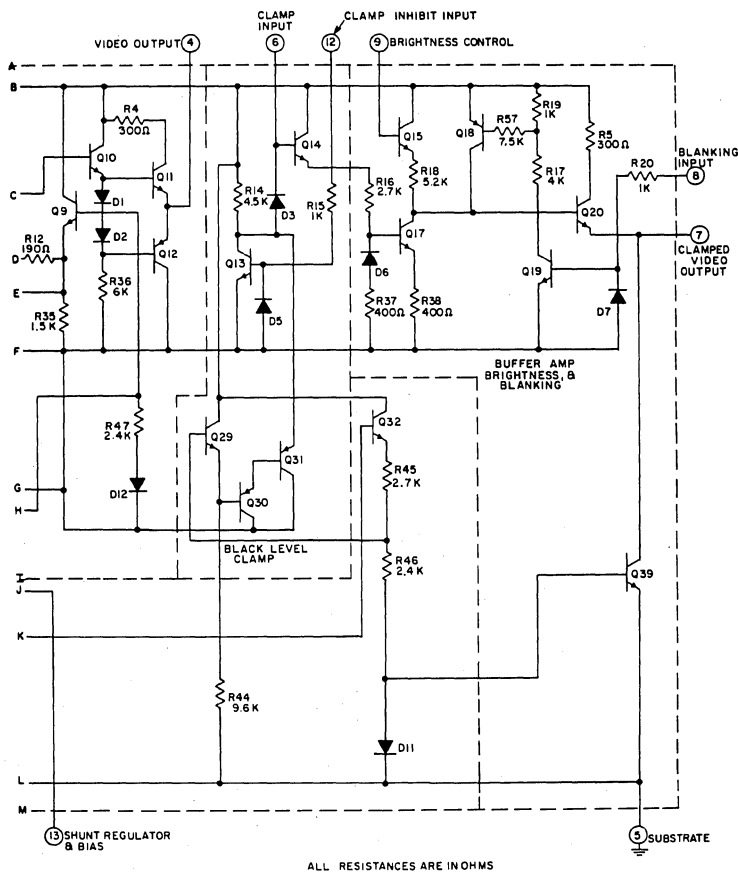 CLAMP INPUT
6
CLAMP INHIBIT INPUT
12
VIDEO OUTPUT 4
9 BRIGHTNESS CONTROL
A
B
R4
300Ω
Q10
Q11
C
D1
Q9
D2
Q12
R12
190Ω
D
E
R36
6K
R35
1.5K
F
R14
4.5K
D3
Q14
R15
1K
Q13
D5
R16
2.7K
Q15
R18
5.2K
Q17
D6
R37
400Ω
R38
400Ω
Q18
R57
7.5K
R19
1K
R17
4K
R5
300Ω
R20
1K
BLANKING
INPUT
8
Q20
7
CLAMPED
VIDEO
OUTPUT
Q19
D7
BUFFER AMP
BRIGHTNESS, &
BLANKING
R47
2.4K
D12
G
H
Q29
Q31
Q30
BLACK LEVEL
CLAMP
Q32
R45
2.7K
R46
2.4K
Q39
I
J
K
R44
9.6K
D11
L
M
13 SHUNT REGULATOR
& BIAS
5 SUBSTRATE
ALL RESISTANCES ARE IN OHMS